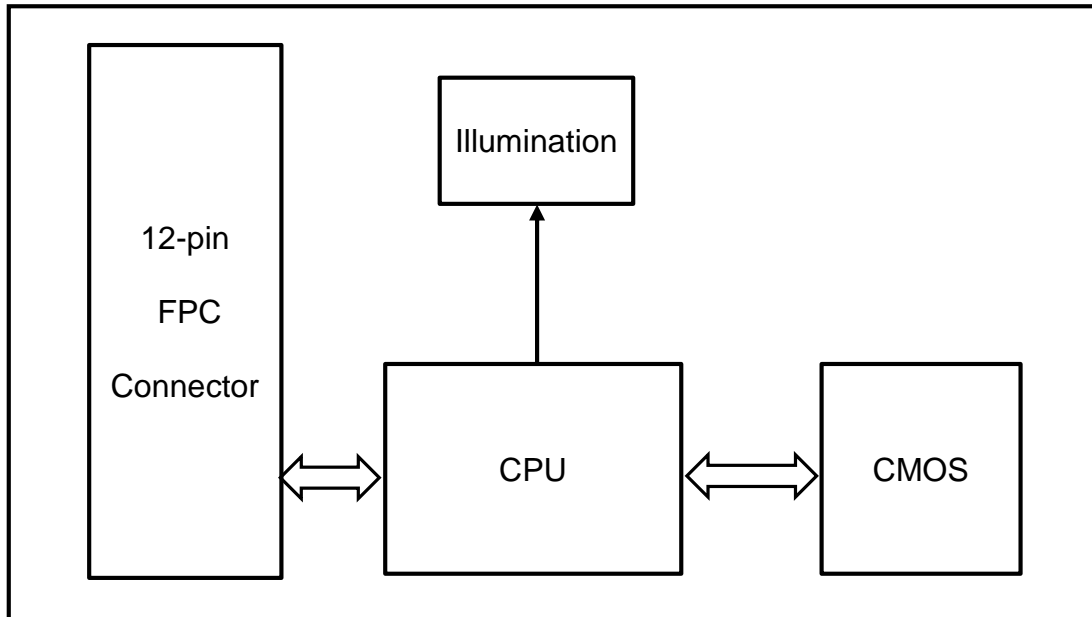 12-pin
FPC
Connector
Illumination
CPU
CMOS